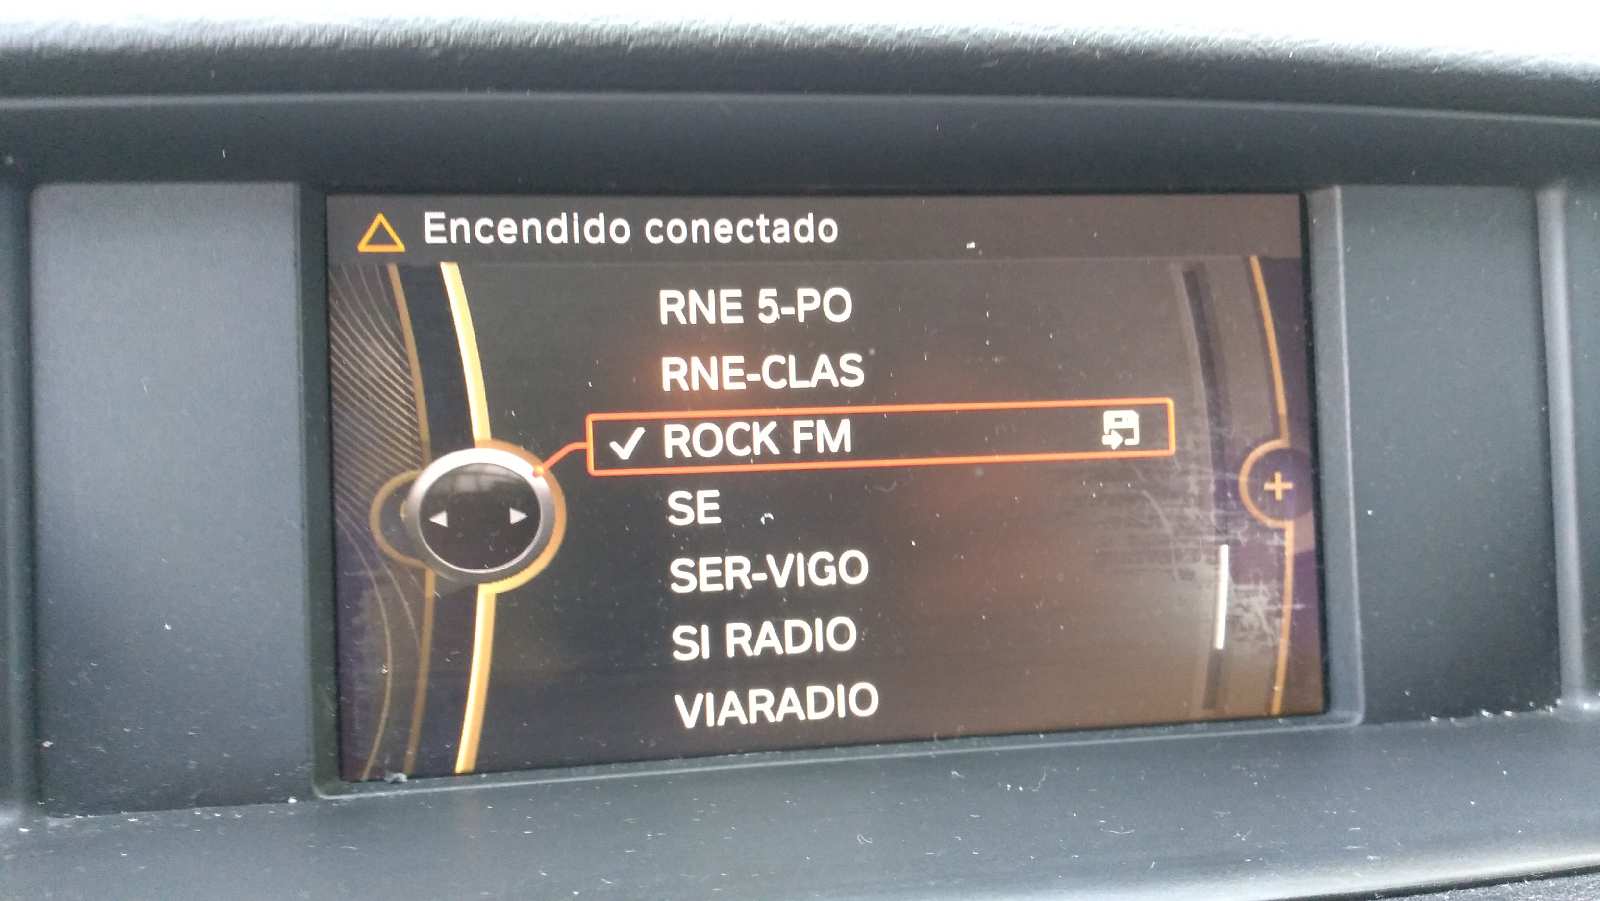 Encendido conectado
RNE 5-PO
RNE-CLAS
ROCK FM
SE
SER-VIGO
SI RADIO
VIARADIO